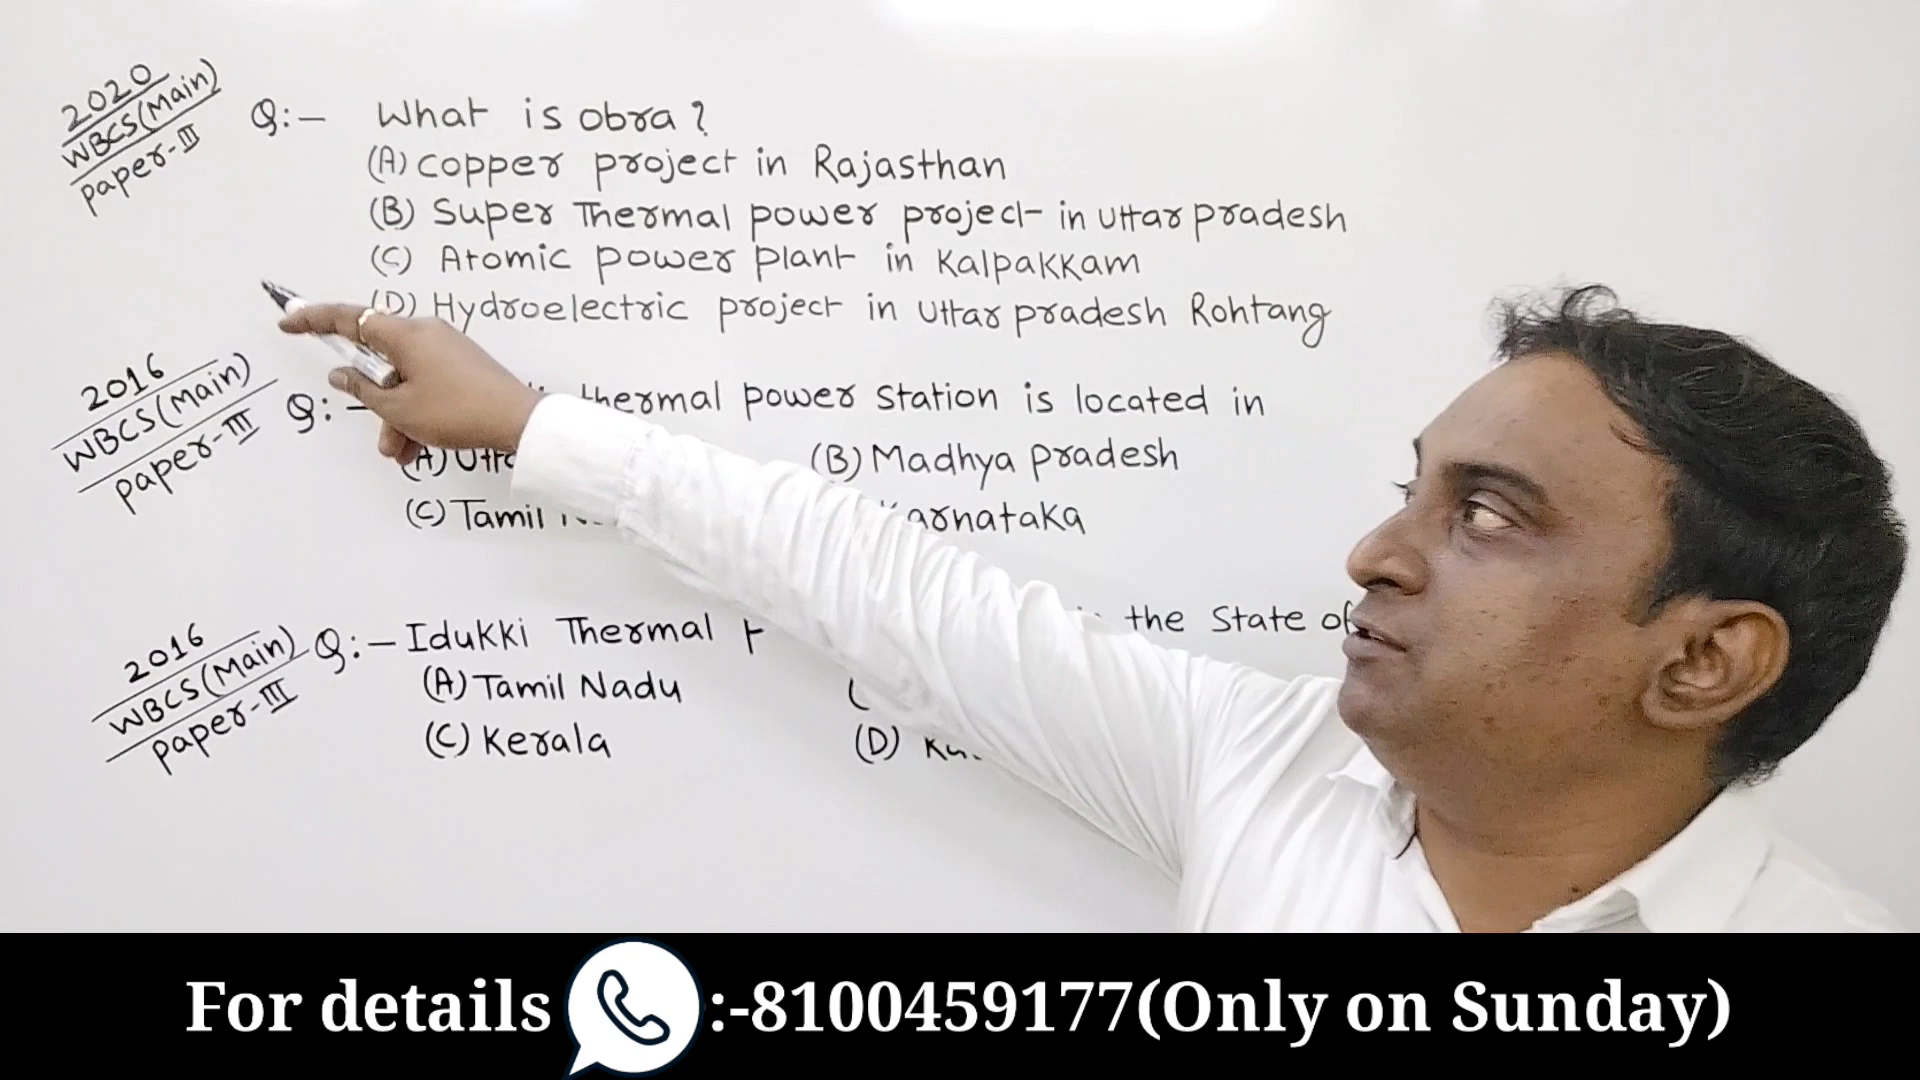 2020
WBCS(Main)
Paper-III
Q:- What is obra?
(A) copper project in Rajasthan
(B) Super Thermal power project in Uttar pradesh
(C) Atomic power plant in Kalpakkam
(D) Hydroelectric project in Uttar pradesh Rohtang
2016
WBCS(Main)
Paper-III
Q:- thermal power station is located in
(A)
(B) Madhya pradesh
(C) Tamil
2016
WBCS(Main)
Paper-III
Q:- Idukki Thermal the State of
(A) Tamil Nadu
(C) Kerala
(D)
For details :-8100459177(Only on Sunday)